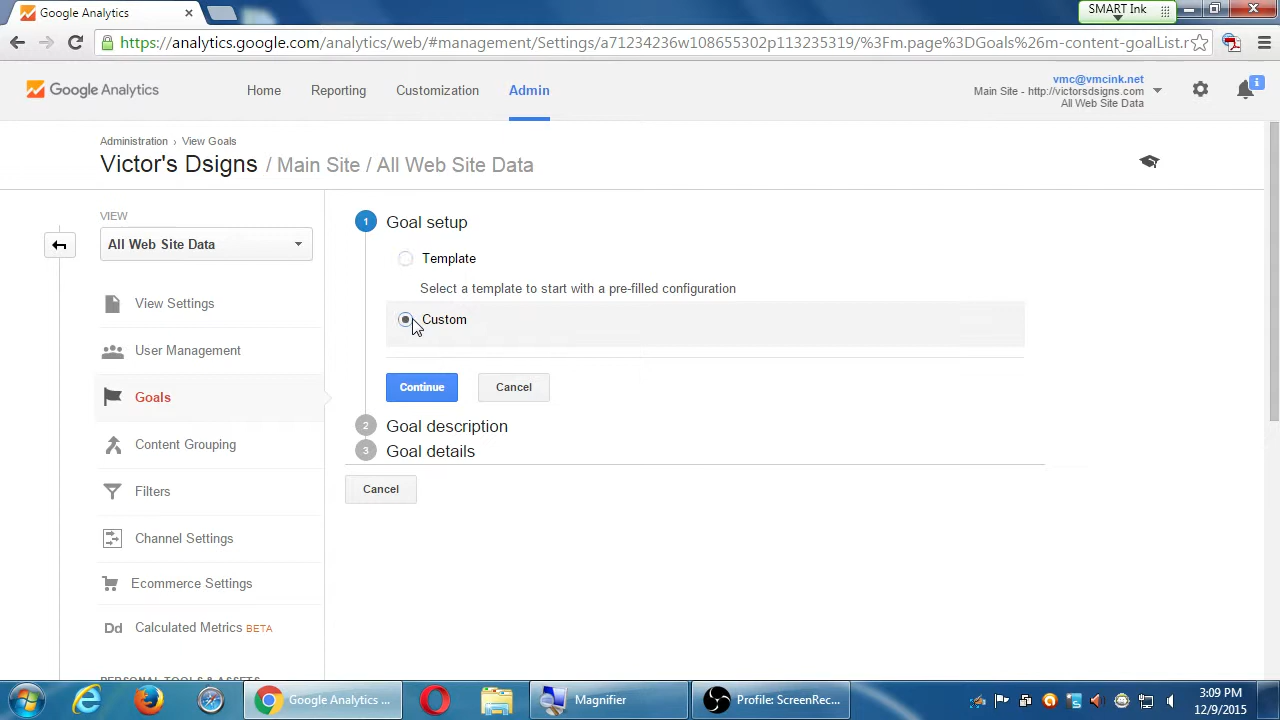 Google Analytics
SMART Ink
https://analytics.google.com/analytics/web/#management/Settings/a71234236w108655302p113235319/%3Fm.page%3DGoals%26m-content-goalList.r
Google Analytics
Home
Reporting
Customization
Admin
vmc@vmcink.net
Main Site - http://victorsdsigns.com
All Web Site Data
Administration › View Goals
Victor's Dsigns / Main Site / All Web Site Data
VIEW
All Web Site Data
View Settings
User Management
Goals
Content Grouping
Filters
Channel Settings
Ecommerce Settings
Dd Calculated Metrics BETA
PERSONAL TOOLS & ASSETS
1 Goal setup
Template
Select a template to start with a pre-filled configuration
Custom
Continue
Cancel
2 Goal description
3 Goal details
Cancel
Google Analytics ...
Magnifier
Profile: ScreenRec...
3:09 PM
12/9/2015